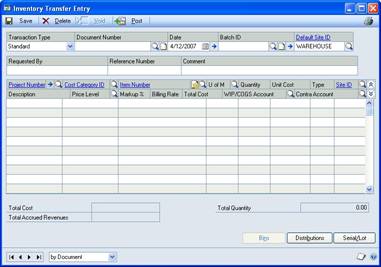 Inventory Transfer Entry
Save Delete Void Post
Transaction Type Document Number Date Batch ID Default Site ID
Standard 4/12/2007 WAREHOUSE
Requested By Reference Number Comment
Project Number Cost Category ID Item Number U of M Quantity Unit Cost Type Site ID
Description Price Level Markup % Billing Rate Total Cost WIP/COGS Account Contra Account
Total Cost Total Quantity 0.00
Total Accrued Revenues
Bins Distributions Serial/Lot
by Document